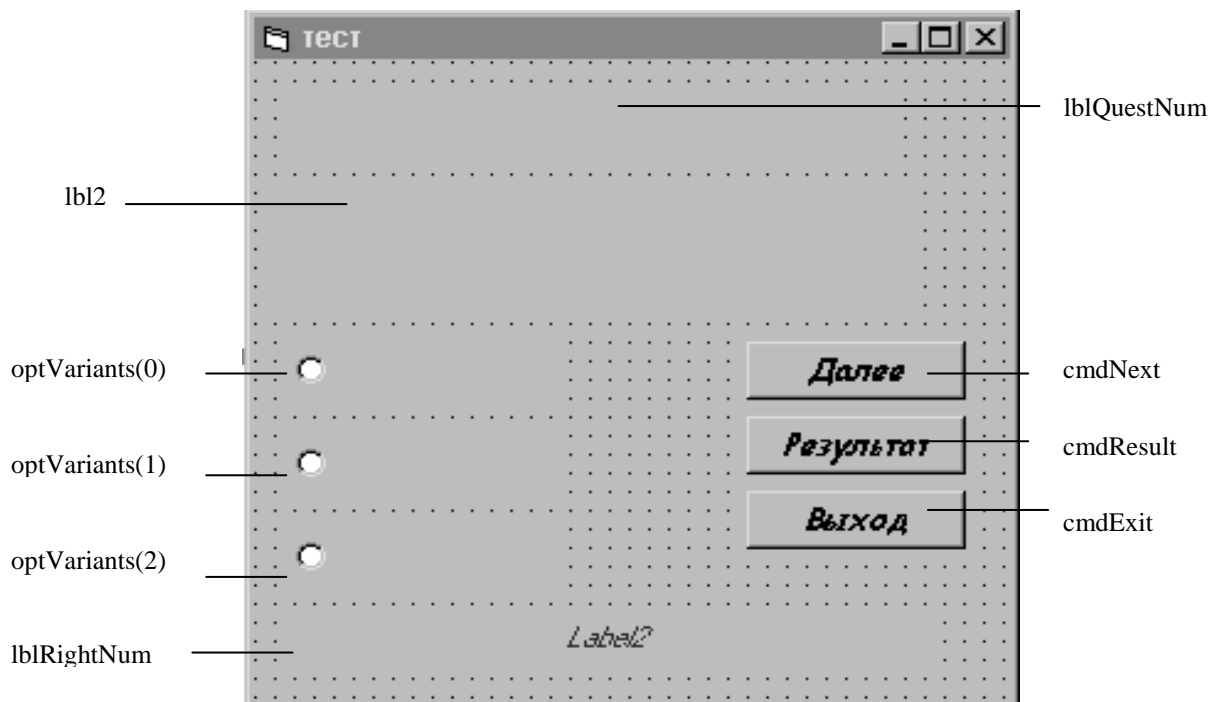 тест
lblQuestNum
lbl2
optVariants(0)
Далее
cmdNext
optVariants(1)
Результат
cmdResult
Выход
cmdExit
optVariants(2)
Label2
lblRightNum